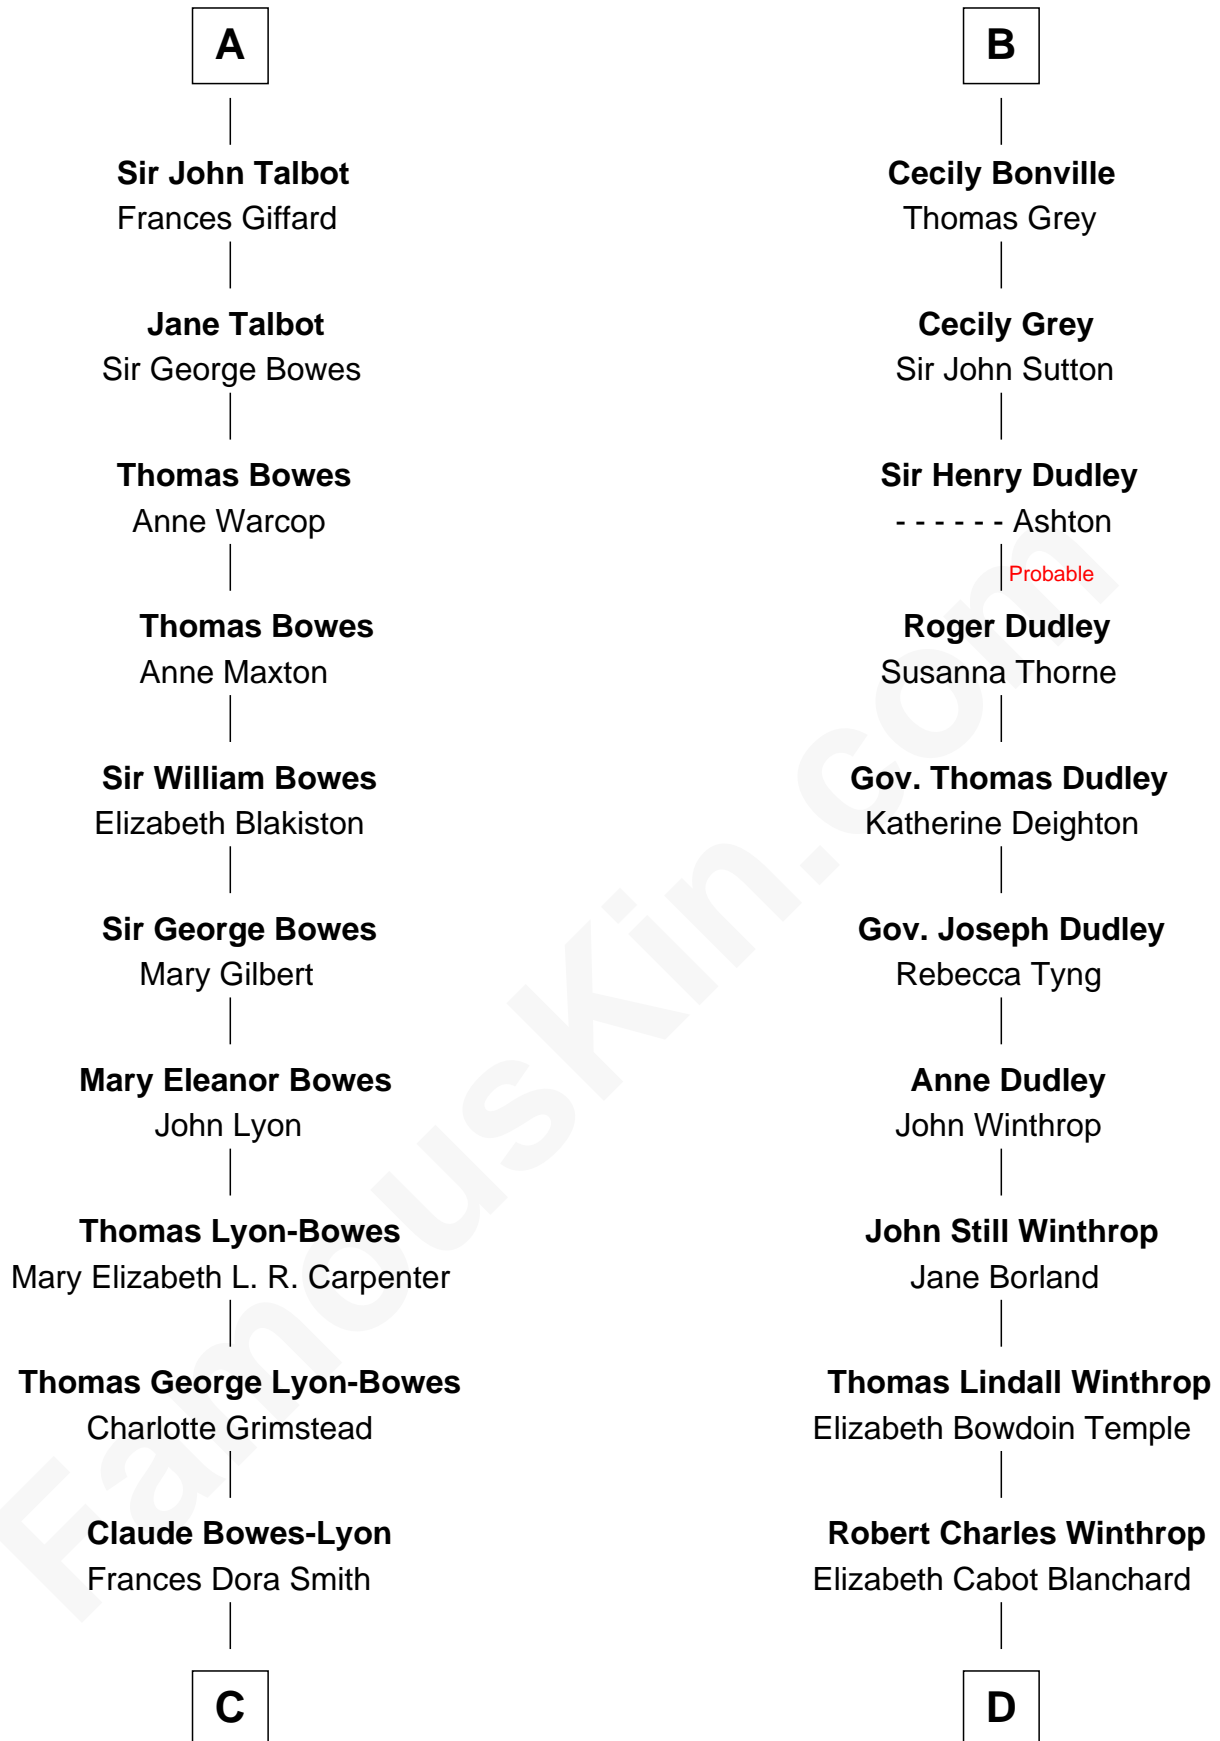 A
Sir John Talbot
Frances Giffard
Jane Talbot
Sir George Bowes
Thomas Bowes
Anne Warcop
Thomas Bowes
Anne Maxton
Sir William Bowes
Elizabeth Blakiston
Sir George Bowes
Mary Gilbert
Mary Eleanor Bowes
John Lyon
Thomas Lyon-Bowes
Mary Elizabeth L. R. Carpenter
Thomas George Lyon-Bowes
Charlotte Grimstead
Claude Bowes-Lyon
Frances Dora Smith
C
B
Cecily Bonville
Thomas Grey
Cecily Grey
Sir John Sutton
Sir Henry Dudley
- - - - - - Ashton
Probable
Roger Dudley
Susanna Thorne
Gov. Thomas Dudley
Katherine Deighton
Gov. Joseph Dudley
Rebecca Tyng
Anne Dudley
John Winthrop
John Still Winthrop
Jane Borland
Thomas Lindall Winthrop
Elizabeth Bowdoin Temple
Robert Charles Winthrop
Elizabeth Cabot Blanchard
D
FamousKin.com